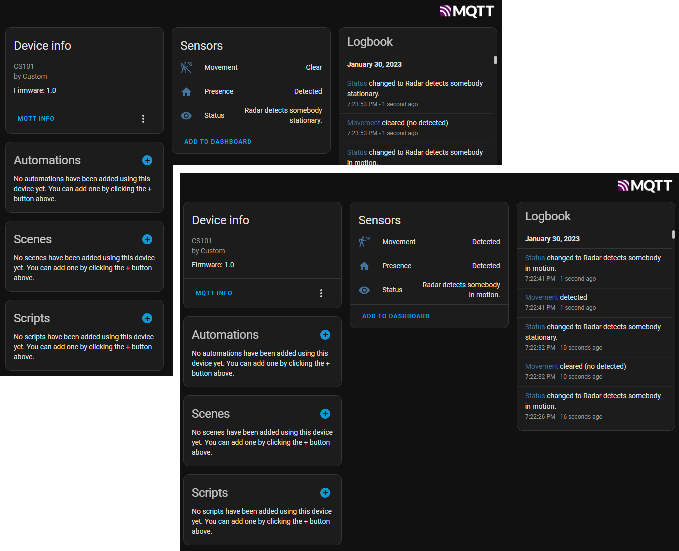 MQTT
Device info
CS101
by Custom
Firmware: 1.0
MQTT INFO
Automations
No automations have been added using this
device yet. You can add one by clicking the +
button above.
Scenes
No scenes have been added using this device
yet. You can add one by clicking the + button
above.
Scripts
No scripts have been added using this device
yet. You can add one by clicking the + button
above.
Sensors
Movement
Clear
Presence
Detected
Status
Radar detects somebody
stationary.
ADD TO DASHBOARD
Logbook
January 30, 2023
Status changed to Radar detects somebody
stationary.
7:23:53 PM - 1 second ago
Movement cleared (no detected)
7:23:53 PM - 1 second ago
Status changed to Radar detects somebody
in motion.
MQTT
Device info
CS101
by Custom
Firmware: 1.0
MQTT INFO
Automations
No automations have been added using this
device yet. You can add one by clicking the +
button above.
Scenes
No scenes have been added using this device
yet. You can add one by clicking the + button
above.
Scripts
No scripts have been added using this device
yet. You can add one by clicking the + button
above.
Sensors
Movement
Detected
Presence
Detected
Status
Radar detects somebody
in motion.
ADD TO DASHBOARD
Logbook
January 30, 2023
Status changed to Radar detects somebody
in motion.
7:22:41 PM - 1 second ago
Movement detected
7:22:41 PM - 1 second ago
Status changed to Radar detects somebody
stationary.
7:22:32 PM - 10 seconds ago
Movement cleared (no detected)
7:22:32 PM - 10 seconds ago
Status changed to Radar detects somebody
in motion.
7:22:26 PM - 16 seconds ago